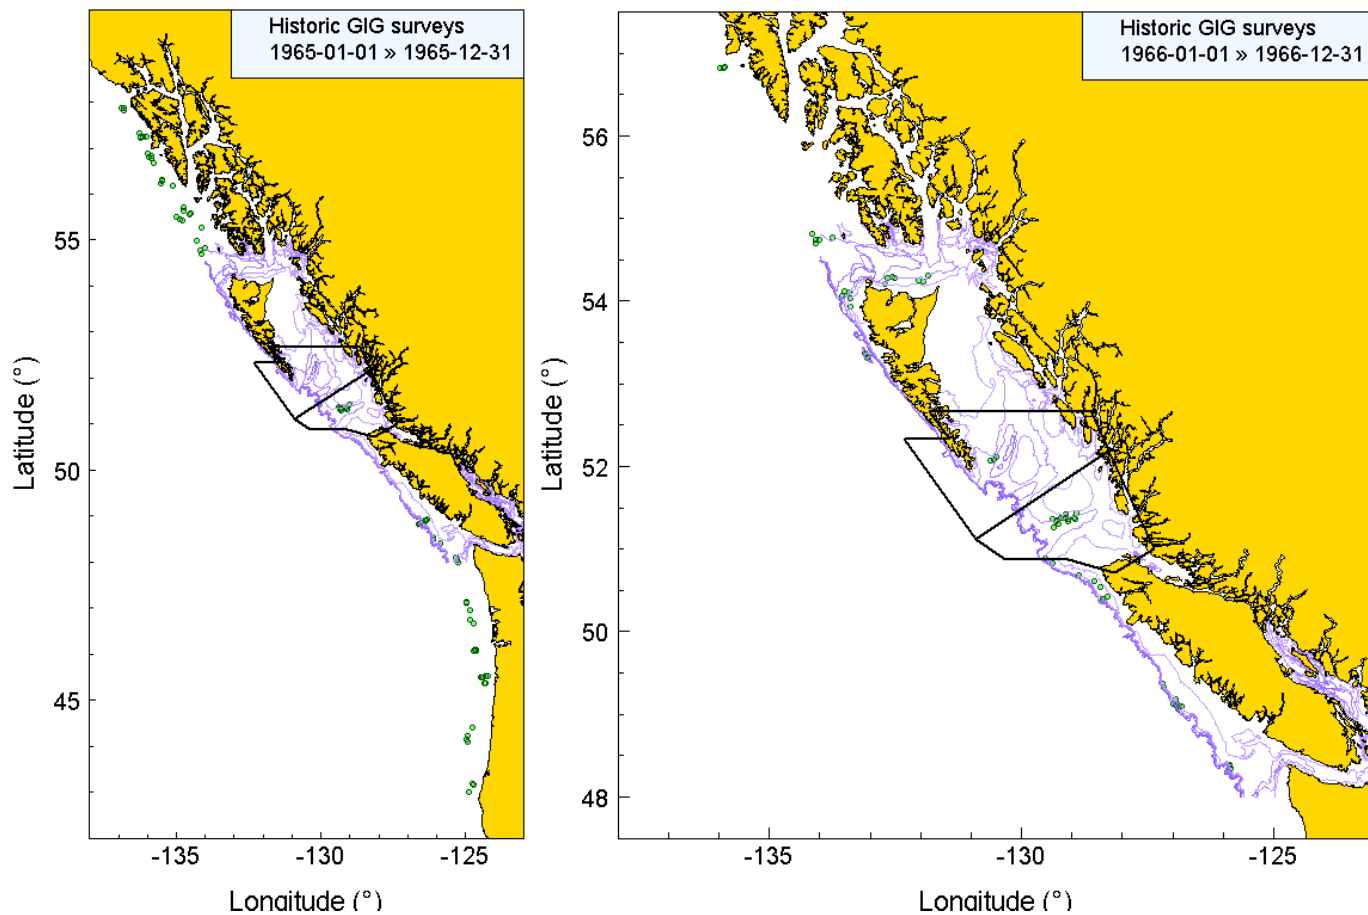 Historic GIG surveys
1965-01-01 » 1965-12-31
55
50
45
-135
-130
-125
Latitude (°)
Longitude (°)
Historic GIG surveys
1966-01-01 » 1966-12-31
56
54
52
50
48
-135
-130
-125
Latitude (°)
Longitude (°)